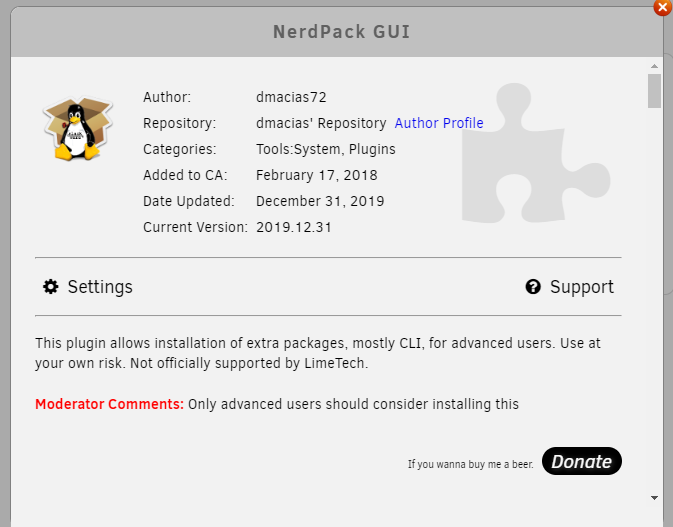 NerdPack GUI
Author: dmacias72
Repository: dmacias' Repository Author Profile
Categories: Tools:System, Plugins
Added to CA: February 17, 2018
Date Updated: December 31, 2019
Current Version: 2019.12.31
Settings Support
This plugin allows installation of extra packages, mostly CLI, for advanced users. Use at
your own risk. Not officially supported by LimeTech.
Moderator Comments: Only advanced users should consider installing this
If you wanna buy me a beer. Donate